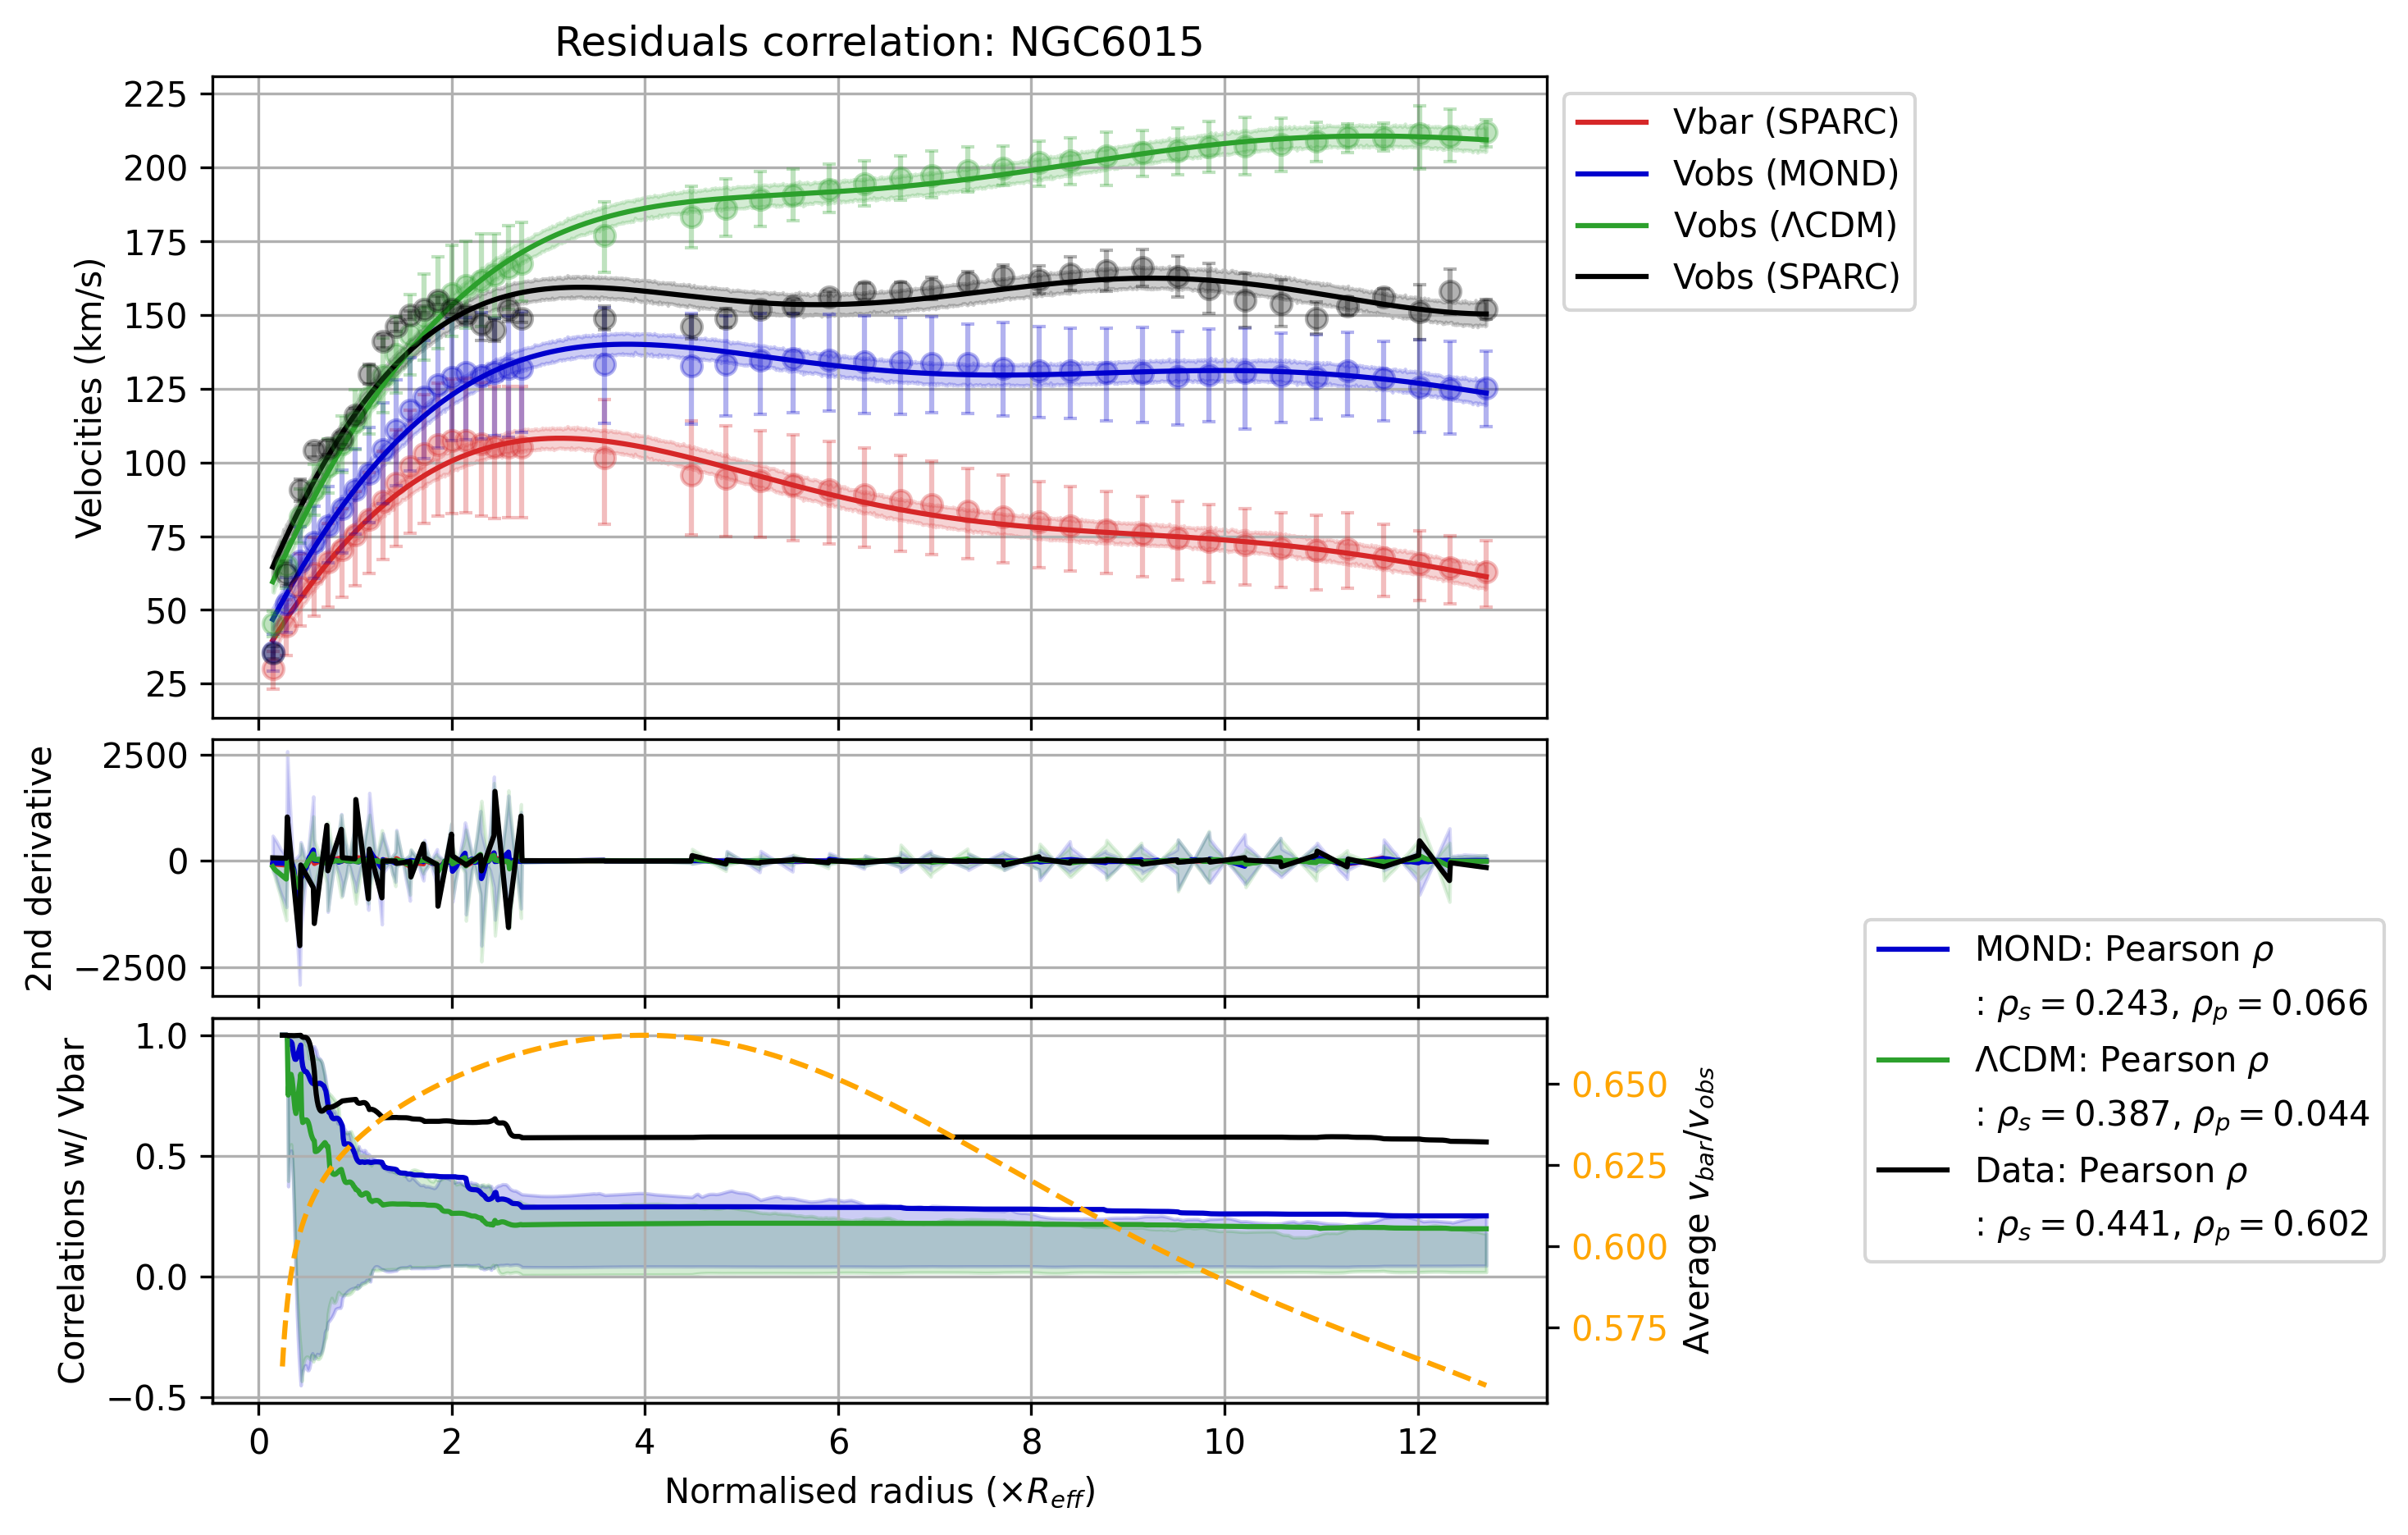 Residuals correlation: NGC6015
225
200
175
150
125
100
75
50
25
Velocities (km/s)
Vbar (SPARC)
Vobs (MOND)
Vobs (ΛCDM)
Vobs (SPARC)
2500
0
−2500
2nd derivative
1.0
0.5
0.0
−0.5
Correlations w/ Vbar
0.650
0.625
0.600
0.575
Average v_bar/v_obs
MOND: Pearson ρ
: ρ_s = 0.243, ρ_p = 0.066
ΛCDM: Pearson ρ
: ρ_s = 0.387, ρ_p = 0.044
Data: Pearson ρ
: ρ_s = 0.441, ρ_p = 0.602
0 2 4 6 8 10 12
Normalised radius (×R_eff)